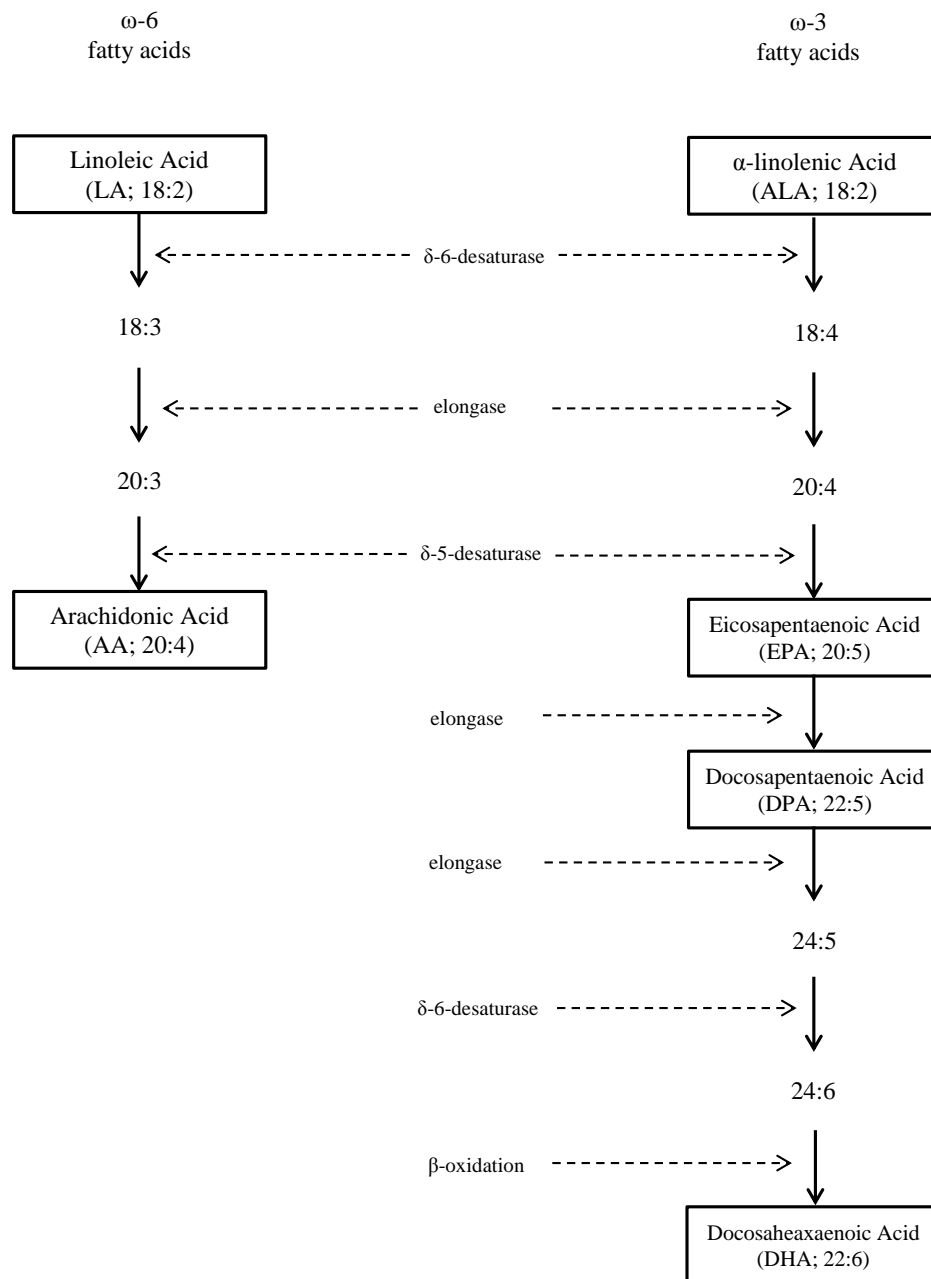 ω-6
fatty acids
ω-3
fatty acids
Linoleic Acid
(LA; 18:2)
α-linolenic Acid
(ALA; 18:2)
δ-6-desaturase
18:3
18:4
elongase
20:3
20:4
δ-5-desaturase
Arachidonic Acid
(AA; 20:4)
Eicosapentaenoic Acid
(EPA; 20:5)
elongase
Docosapentaenoic Acid
(DPA; 22:5)
elongase
24:5
δ-6-desaturase
24:6
β-oxidation
Docosaheaxaenoic Acid
(DHA; 22:6)